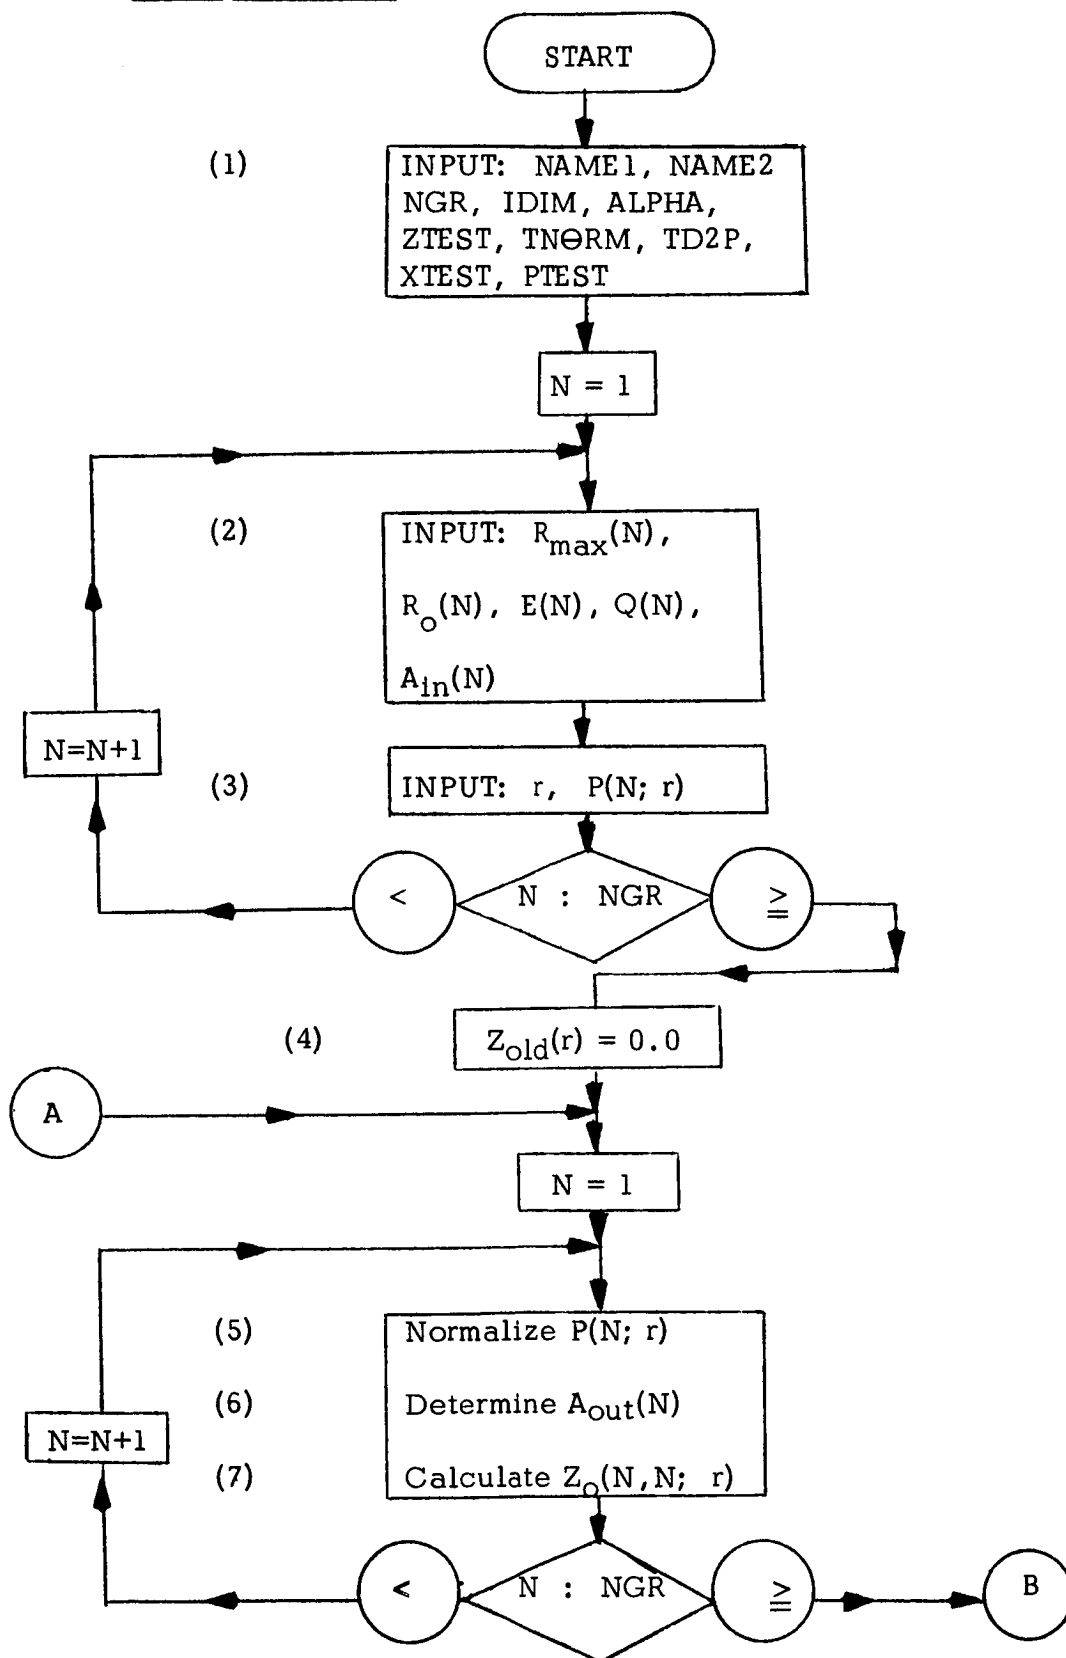 START
(1)
INPUT: NAME1, NAME2
NGR, IDIM, ALPHA,
ZTEST, TNΘRM, TD2P,
XTEST, PTEST
N = 1
(2)
INPUT: Rmax(N),
Ro(N), E(N), Q(N),
Ain(N)
N=N+1
(3)
INPUT: r, P(N; r)
<
N : NGR
≧
(4)
Zold(r) = 0.0
A
N = 1
(5)
Normalize P(N; r)
(6)
Determine Aout(N)
N=N+1
(7)
Calculate Zo(N,N; r)
<
N : NGR
≧
B